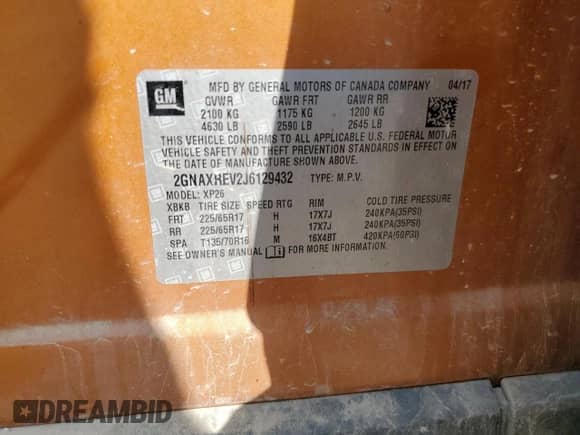 GM
MFD BY GENERAL MOTORS OF CANADA COMPANY 04/17
GVWR GAWR FRT GAWR RR
2100 KG 1175 KG 1200 KG
4630 LB 2590 LB 2645 LB
THIS VEHICLE CONFORMS TO ALL APPLICABLE U.S. FEDERAL MOTOR
VEHICLE SAFETY AND THEFT PREVENTION STANDARDS IN EFFECT ON
THE DATE OF MANUFACTURE SHOWN ABOVE.
2GNAXHEV2J6129432 TYPE: M.P.V.
MODEL: XP26
XBKB TIRE SIZE SPEED RTG RIM COLD TIRE PRESSURE
FRT 225/65R17 H 17X7J 240KPA(35PSI)
RR 225/65R17 H 17X7J 240KPA(35PSI)
SPA T135/70R16 M 16X4BT 420KPA(60PSI)
SEE OWNER'S MANUAL FOR MORE INFORMATION.
DREAMBID